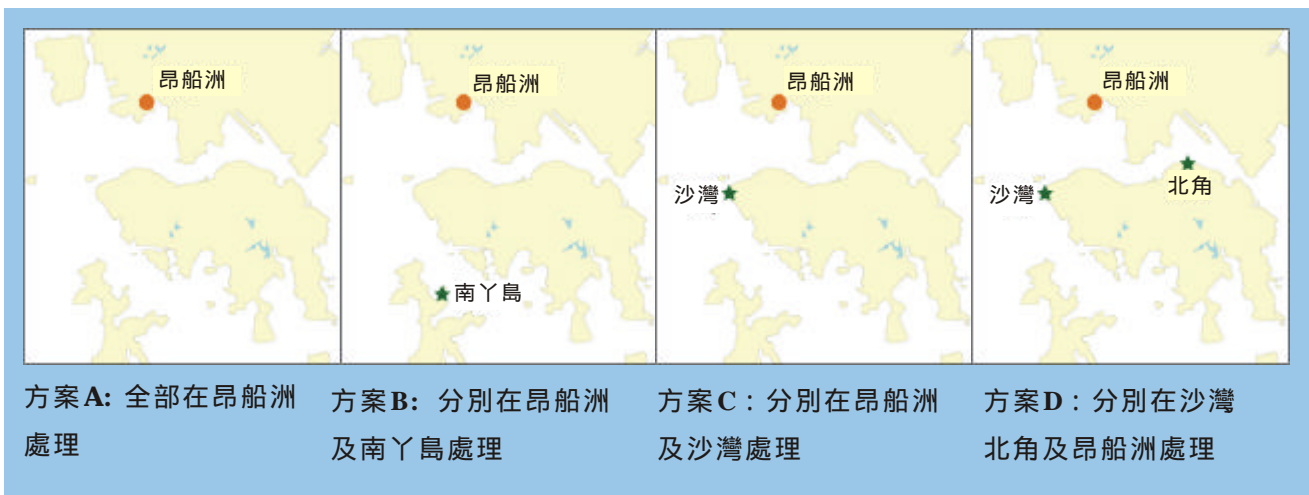 昂船洲
昂船洲
南丫島
昂船洲
沙灣
昂船洲
沙灣
北角
方案A: 全部在昂船洲
處理
方案B: 分別在昂船洲
及南丫島處理
方案C：分別在昂船洲
及沙灣處理
方案D：分別在沙灣
北角及昂船洲處理